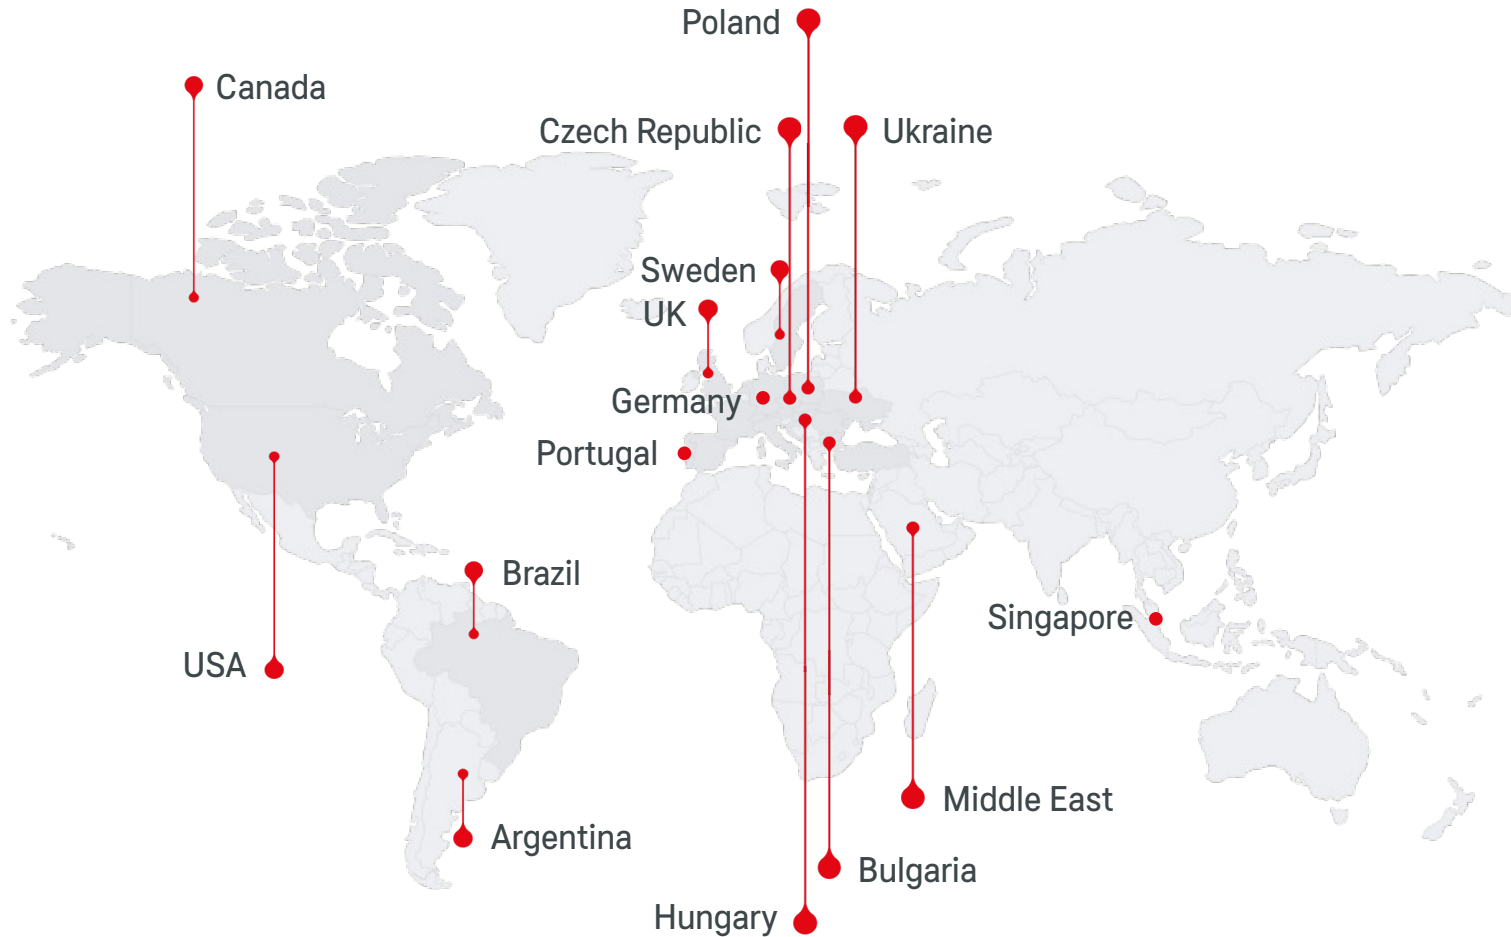 Poland
Canada
Czech Republic
Ukraine
Sweden
UK
Germany
Portugal
Brazil
Singapore
USA
Middle East
Argentina
Bulgaria
Hungary